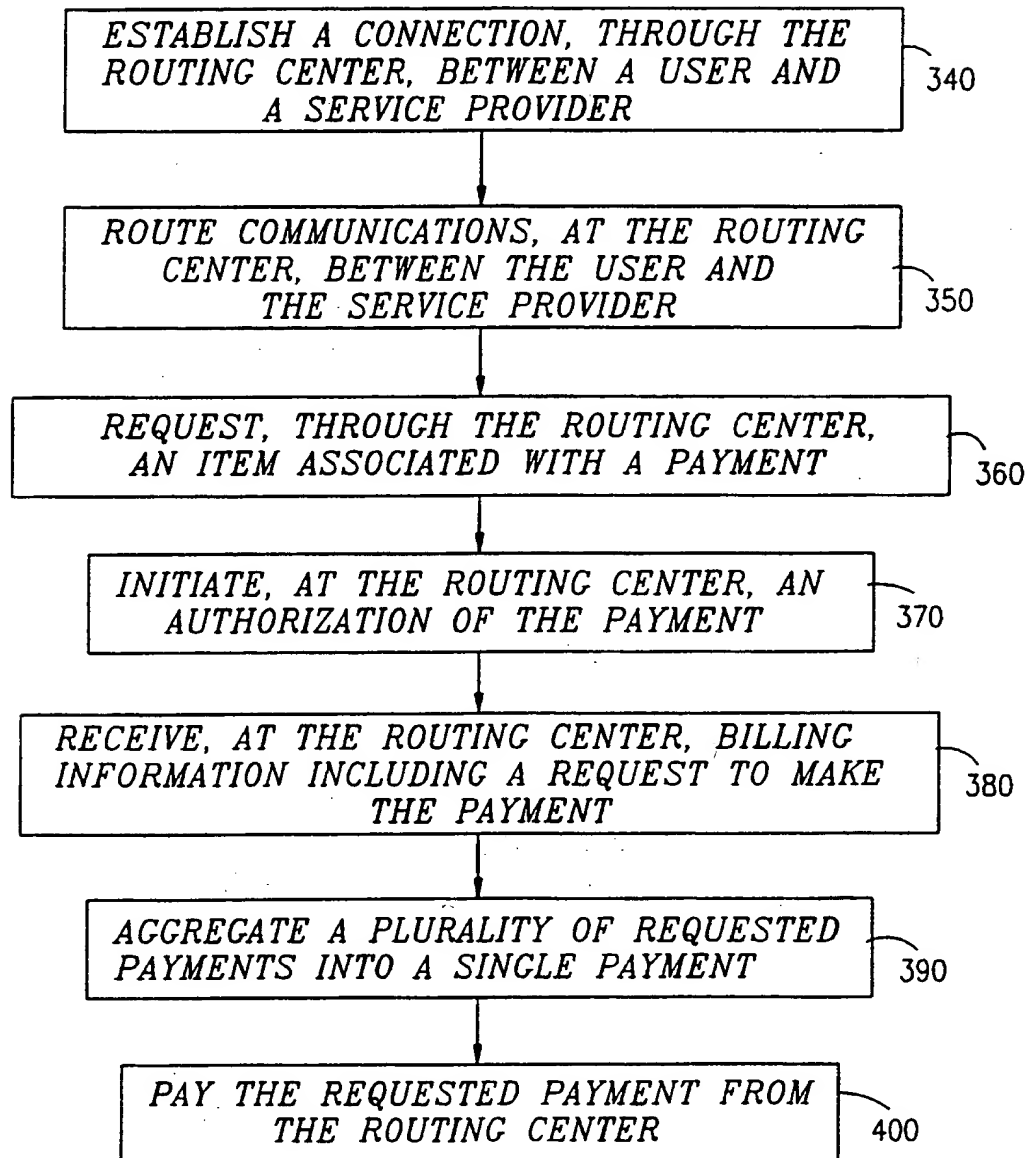 ESTABLISH A CONNECTION, THROUGH THE
ROUTING CENTER, BETWEEN A USER AND
A SERVICE PROVIDER
340
ROUTE COMMUNICATIONS, AT THE ROUTING
CENTER, BETWEEN THE USER AND
THE SERVICE PROVIDER
350
REQUEST, THROUGH THE ROUTING CENTER,
AN ITEM ASSOCIATED WITH A PAYMENT
360
INITIATE, AT THE ROUTING CENTER, AN
AUTHORIZATION OF THE PAYMENT
370
RECEIVE, AT THE ROUTING CENTER, BILLING
INFORMATION INCLUDING A REQUEST TO MAKE
THE PAYMENT
380
AGGREGATE A PLURALITY OF REQUESTED
PAYMENTS INTO A SINGLE PAYMENT
390
PAY THE REQUESTED PAYMENT FROM
THE ROUTING CENTER
400